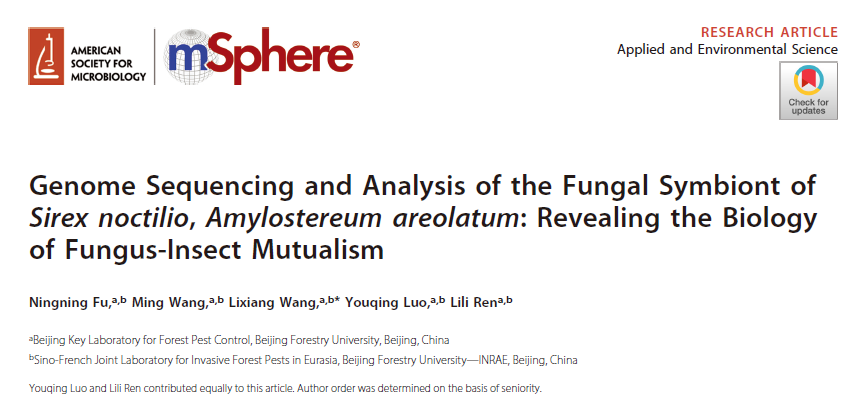 AMERICAN
SOCIETY FOR
MICROBIOLOGY
mSphere®
RESEARCH ARTICLE
Applied and Environmental Science
Check for
updates
Genome Sequencing and Analysis of the Fungal Symbiont of
Sirex noctilio, Amylostereum areolatum: Revealing the Biology
of Fungus-Insect Mutualism
Ningning Fu,a,b Ming Wang,a,b Lixiang Wang,a,b* Youqing Luo,a,b Lili Rena,b
aBeijing Key Laboratory for Forest Pest Control, Beijing Forestry University, Beijing, China
bSino-French Joint Laboratory for Invasive Forest Pests in Eurasia, Beijing Forestry University—INRAE, Beijing, China
Youqing Luo and Lili Ren contributed equally to this article. Author order was determined on the basis of seniority.